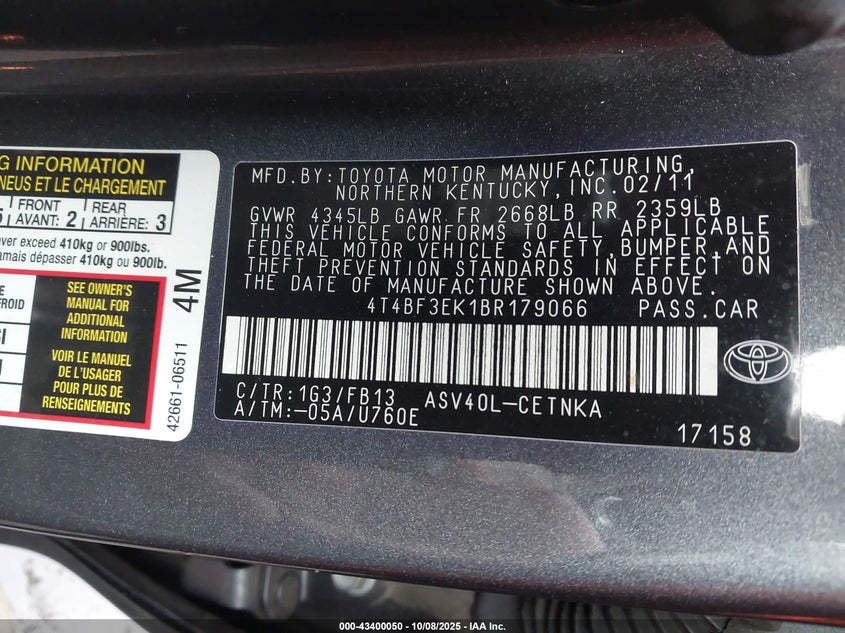 G INFORMATION
NEUS ET LE CHARGEMENT
FRONT
AVANT: 2
REAR
ARRIÈRE: 3
ver exceed 410kg or 900lbs.
amais dépasser 410kg ou 900lb.
SEE OWNER'S
MANUAL FOR
ADDITIONAL
INFORMATION
VOIR LE MANUEL
DE L'USAGER
POUR PLUS DE
RENSEIGNEMENTS
4M
42661-06511
MFD.BY:TOYOTA MOTOR MANUFACTURING,
NORTHERN KENTUCKY,INC.02/11
GVWR 4345LB GAWR FR 2668LB RR 2359LB
THIS VEHICLE CONFORMS TO ALL APPLICABLE
FEDERAL MOTOR VEHICLE SAFETY,BUMPER,AND
THEFT PREVENTION STANDARDS IN EFFECT ON
THE DATE OF MANUFACTURE SHOWN ABOVE.
4T4BF3EK1BR179066 PASS.CAR
C/TR:1G3/FB13 ASV40L-CETNKA
A/TM:-05A/U760E
17158
000-43400050 - 10/08/2025 - IAA Inc.